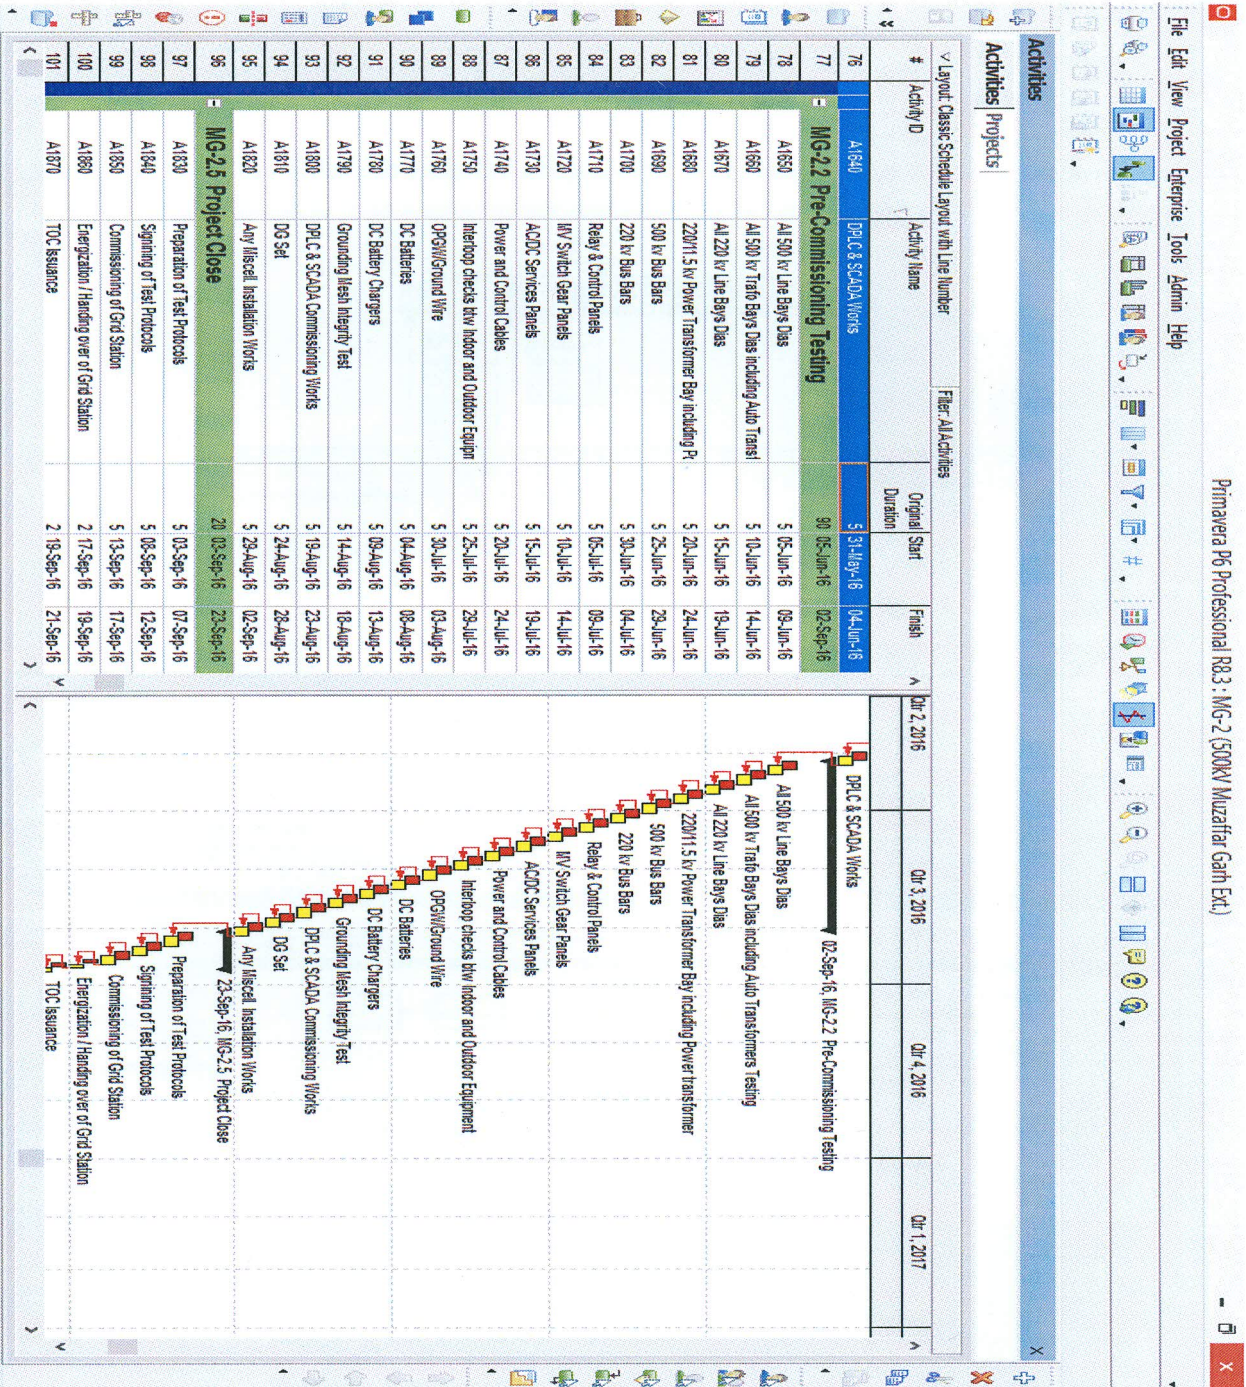 Primavera P6 Professional R8.3 : MG-2 (500kV Muzaffar Garh Ext.)
File Edit View Project Enterprise Tools Admin Help
Activities
Activities Projects
Layout: Classic Schedule Layout with Line Number Filter: All Activities
# Activity ID Activity Name Original Duration Start Finish Qtr 2, 2016 Qtr 3, 2016 Qtr 4, 2016 Qtr 1, 2017
76 A1640 DPLC & SCADA Works 5 31-May-16 04-Jun-16 DPLC & SCADA Works
77 MG-2.2 Pre-Commissioning Testing 90 05-Jun-16 02-Sep-16 02-Sep-16, MG-2.2 Pre-Commissioning Testing
78 A1650 All 500 kv Line Bays Dias 5 05-Jun-16 09-Jun-16 All 500 kv Line Bays Dias
79 A1660 All 500 kv Trafo Bays Dias including Auto Transf 5 10-Jun-16 14-Jun-16 All 500 kv Trafo Bays Dias including Auto Transformers Testing
80 A1670 All 220 kv Line Bays Dias 5 15-Jun-16 19-Jun-16 All 220 kv Line Bays Dias
81 A1680 220/11.5 kv Power Transformer Bay including Po 5 20-Jun-16 24-Jun-16 220/11.5 kv Power Transformer Bay including Power transformer
82 A1690 500 kv Bus Bars 5 25-Jun-16 29-Jun-16 500 kv Bus Bars
83 A1700 220 kv Bus Bars 5 30-Jun-16 04-Jul-16 220 kv Bus Bars
84 A1710 Relay & Control Panels 5 05-Jul-16 09-Jul-16 Relay & Control Panels
85 A1720 MV Switch Gear Panels 5 10-Jul-16 14-Jul-16 MV Switch Gear Panels
86 A1730 AC/DC Services Panels 5 15-Jul-16 19-Jul-16 AC/DC Services Panels
87 A1740 Power and Control Cables 5 20-Jul-16 24-Jul-16 Power and Control Cables
88 A1750 Interloop checks btw Indoor and Outdoor Equipm 5 25-Jul-16 29-Jul-16 Interloop checks btw Indoor and Outdoor Equipment
89 A1760 OPGW/Ground Wire 5 30-Jul-16 03-Aug-16 OPGW/Ground Wire
90 A1770 DC Batteries 5 04-Aug-16 08-Aug-16 DC Batteries
91 A1780 DC Battery Chargers 5 09-Aug-16 13-Aug-16 DC Battery Chargers
92 A1790 Grounding Mesh Integrity Test 5 14-Aug-16 18-Aug-16 Grounding Mesh Integrity Test
93 A1800 DPLC & SCADA Commissioning Works 5 19-Aug-16 23-Aug-16 DPLC & SCADA Commissioning Works
94 A1810 DG Set 5 24-Aug-16 28-Aug-16 DG Set
95 A1820 Any Miscell. Installation Works 5 29-Aug-16 02-Sep-16 Any Miscell. Installation Works
96 MG-2.5 Project Close 20 03-Sep-16 23-Sep-16 23-Sep-16, MG-2.5 Project Close
97 A1830 Preparation of Test Protocols 5 03-Sep-16 07-Sep-16 Preparation of Test Protocols
98 A1840 Signining of Test Protocols 5 08-Sep-16 12-Sep-16 Signining of Test Protocols
99 A1850 Commissioning of Grid Station 5 13-Sep-16 17-Sep-16 Commissioning of Grid Station
100 A1860 Energization / Handing over of Grid Station 2 17-Sep-16 19-Sep-16 Energization / Handing over of Grid Station
101 A1870 TOC Issuance 2 19-Sep-16 21-Sep-16 TOC Issuance